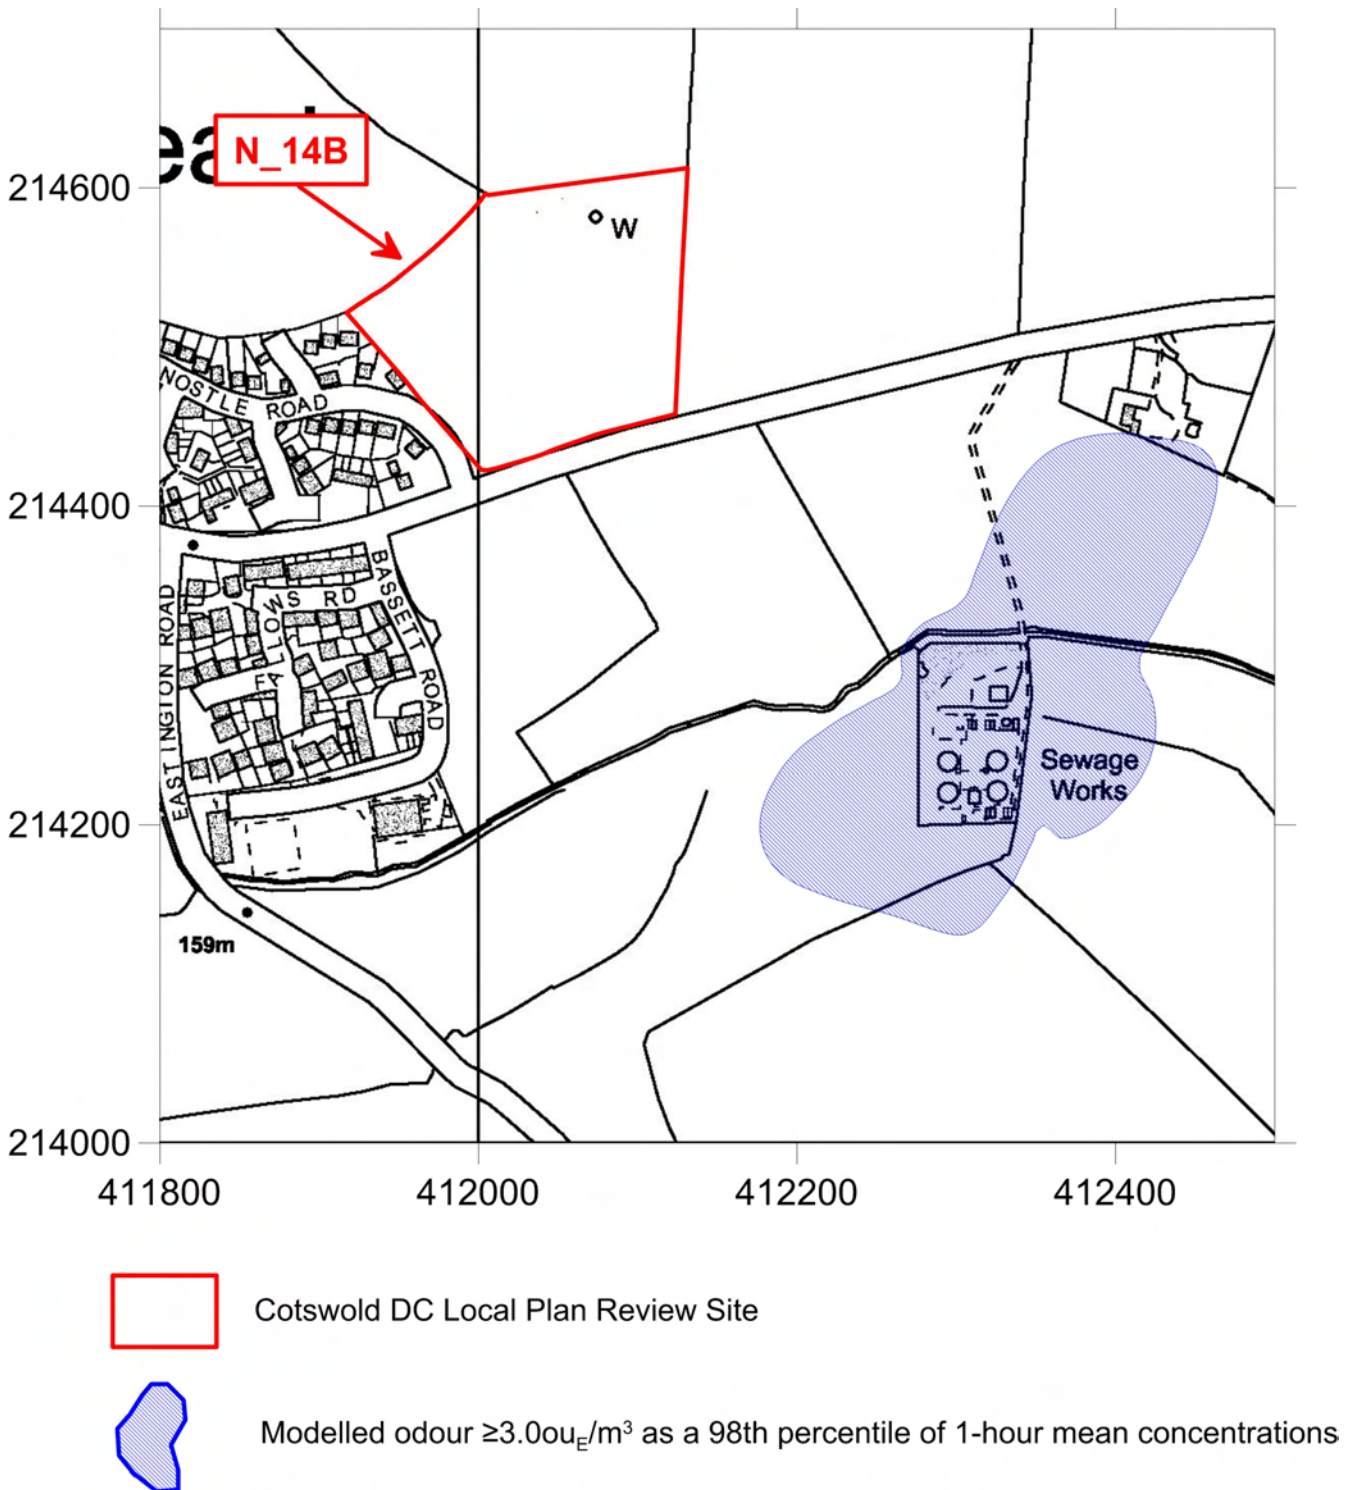 ea
N_14B
214600
W
NOSTLE ROAD
214400
EASTINGTON ROAD
FALLOWS RD
BASSETT ROAD
Sewage
Works
214200
159m
214000
411800 412000 412200 412400
Cotswold DC Local Plan Review Site
Modelled odour ≥3.0ouE/m³ as a 98th percentile of 1-hour mean concentrations